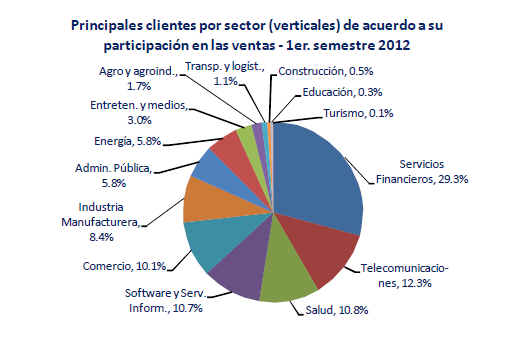 Principales clientes por sector (verticales) de acuerdo a su
participación en las ventas - 1er. semestre 2012
Transp. y logíst.,
1.1%
Construcción, 0.5%
Agro y agroind.,
1.7%
Educación, 0.3%
Entreten. y medios,
3.0%
Turismo, 0.1%
Energía, 5.8%
Servicios
Financieros, 29.3%
Admin. Pública,
5.8%
Industria
Manufacturera,
8.4%
Comercio, 10.1%
Telecomunicacio-
nes, 12.3%
Software y Serv.
Inform., 10.7%
Salud, 10.8%